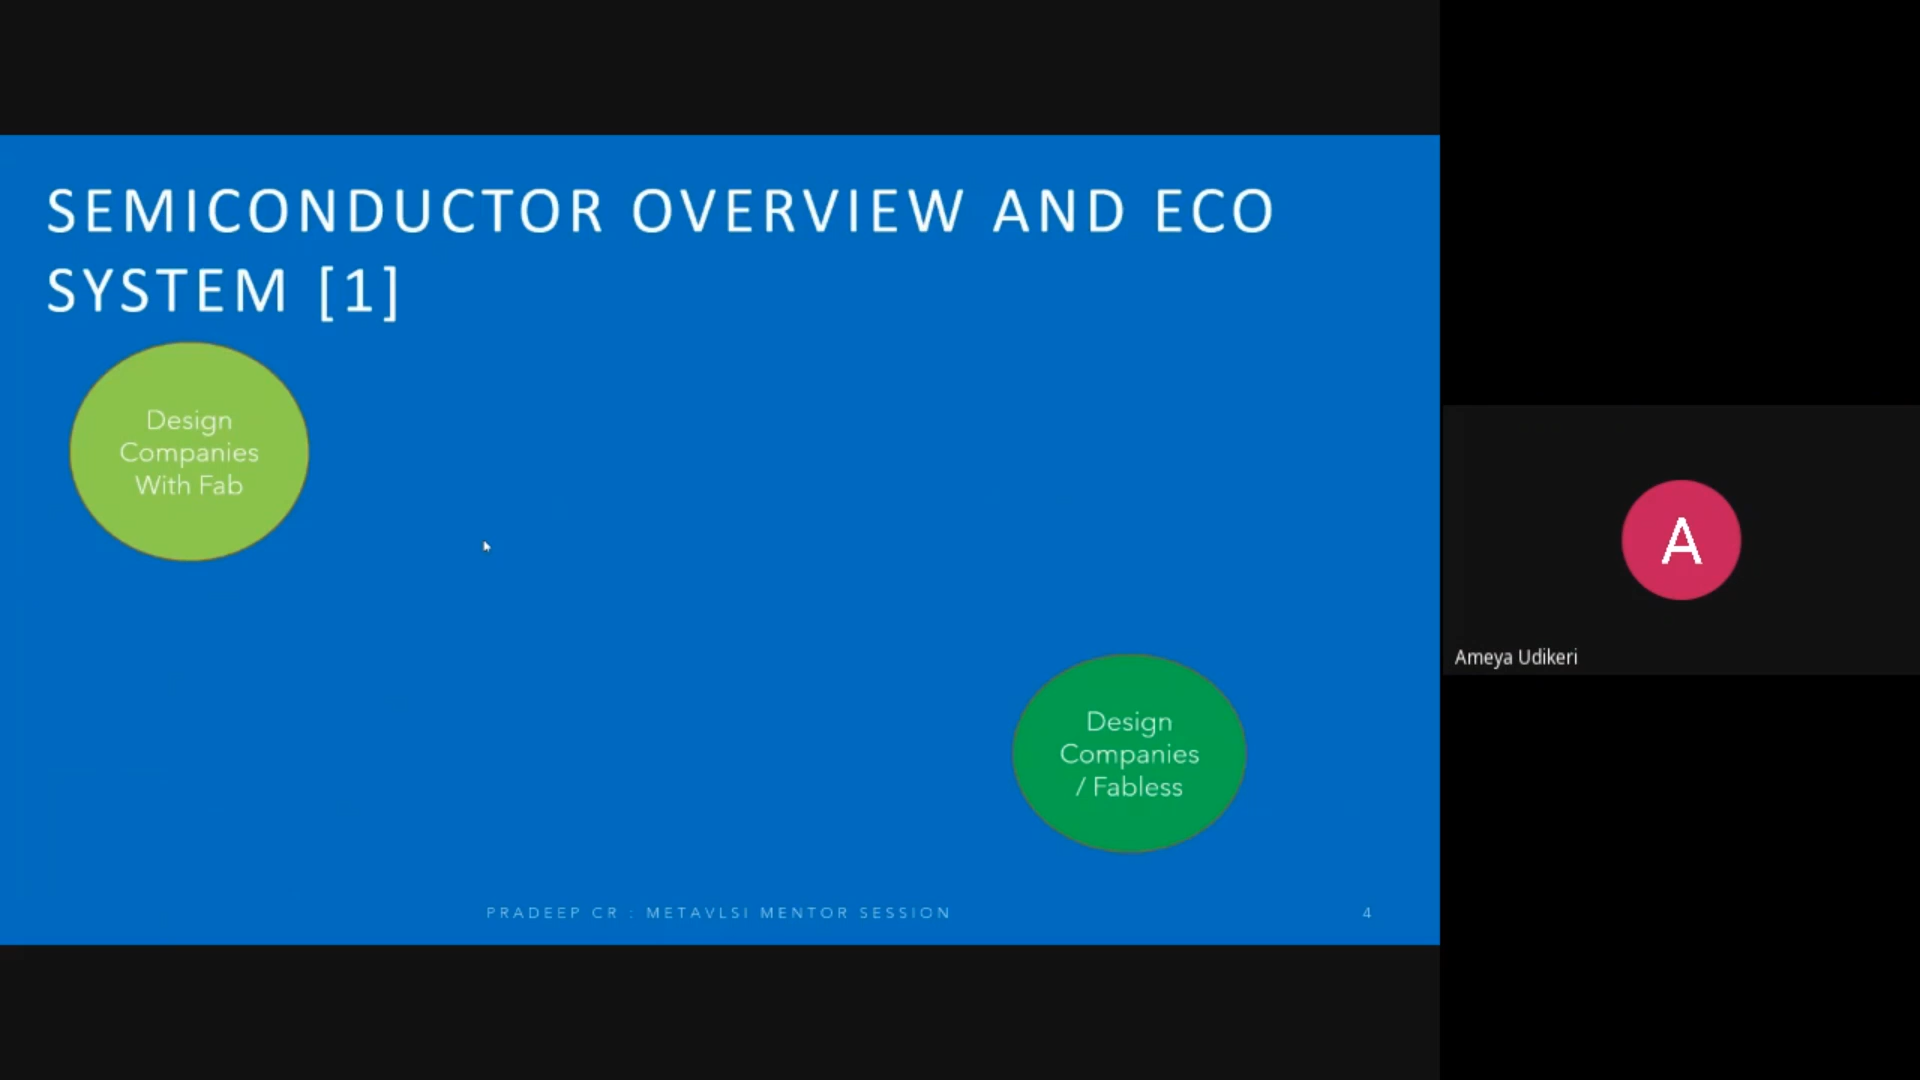 SEMICONDUCTOR OVERVIEW AND ECO
SYSTEM [1]
Design
Companies
With Fab
Design
Companies
/ Fabless
PRADEEP CR : METAVLSI MENTOR SESSION
4
A
Ameya Udikeri